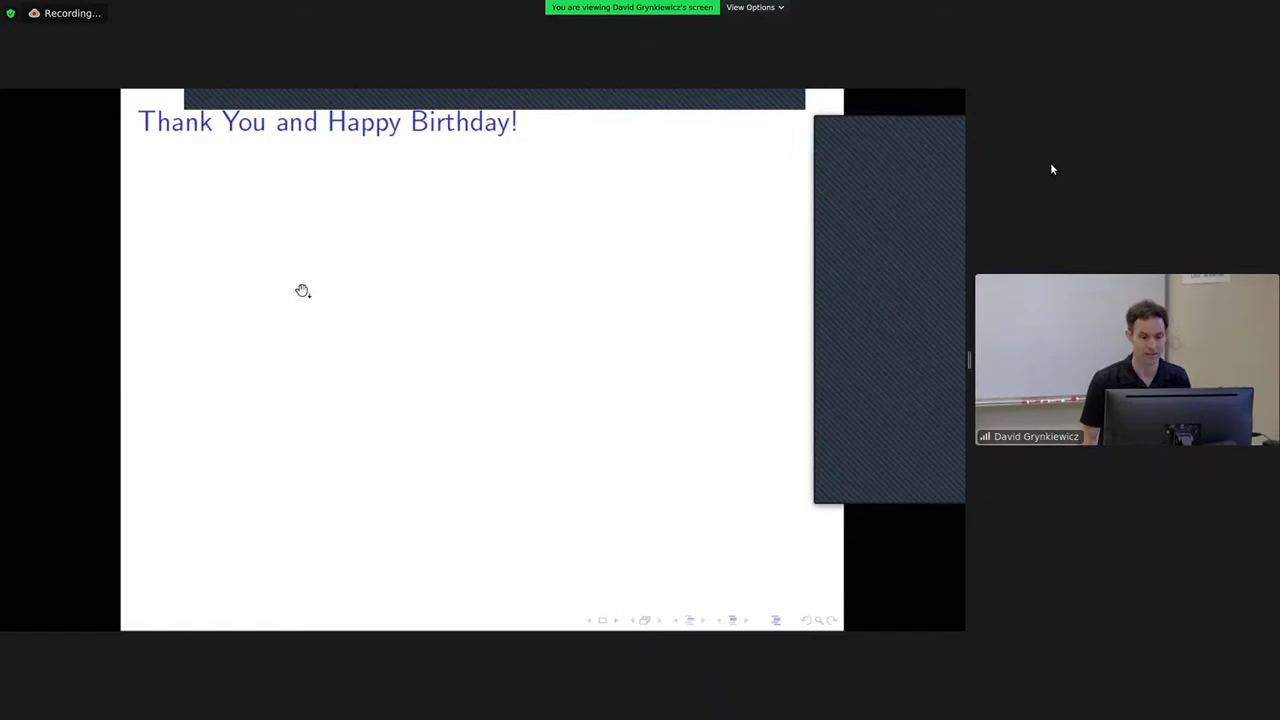 Recording...
You are viewing David Grynkiewicz's screen
View Options
Thank You and Happy Birthday!
David Grynkiewicz